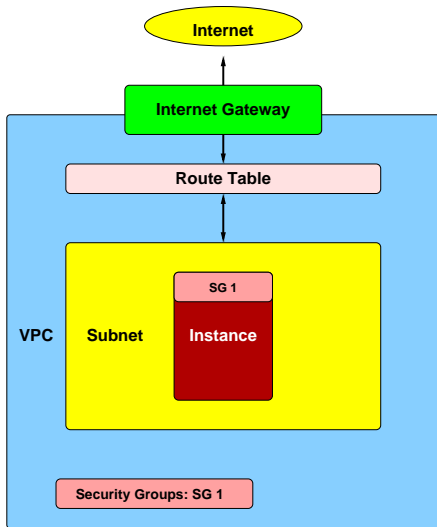 Internet
Internet Gateway
Route Table
SG 1
VPC
Subnet
Instance
Security Groups: SG 1